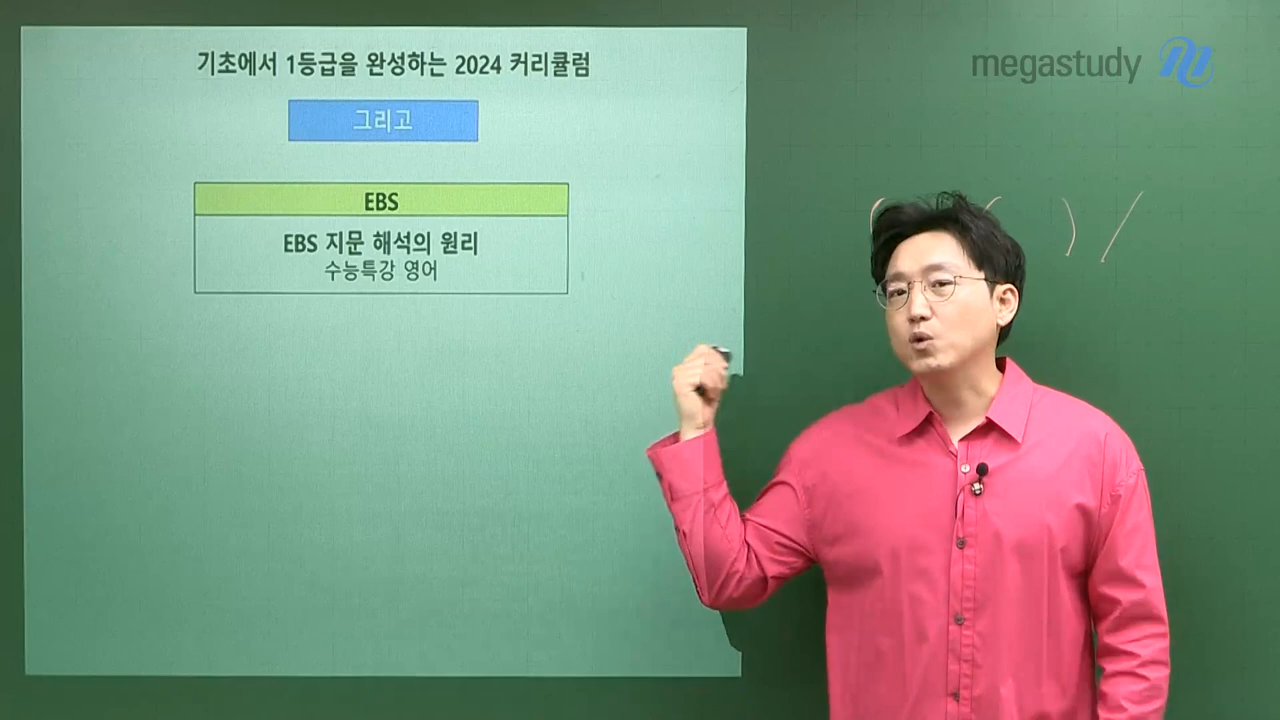 기초에서 1등급을 완성하는 2024 커리큘럼
megastudy
그리고
EBS
EBS 지문 해석의 원리
수능특강 영어